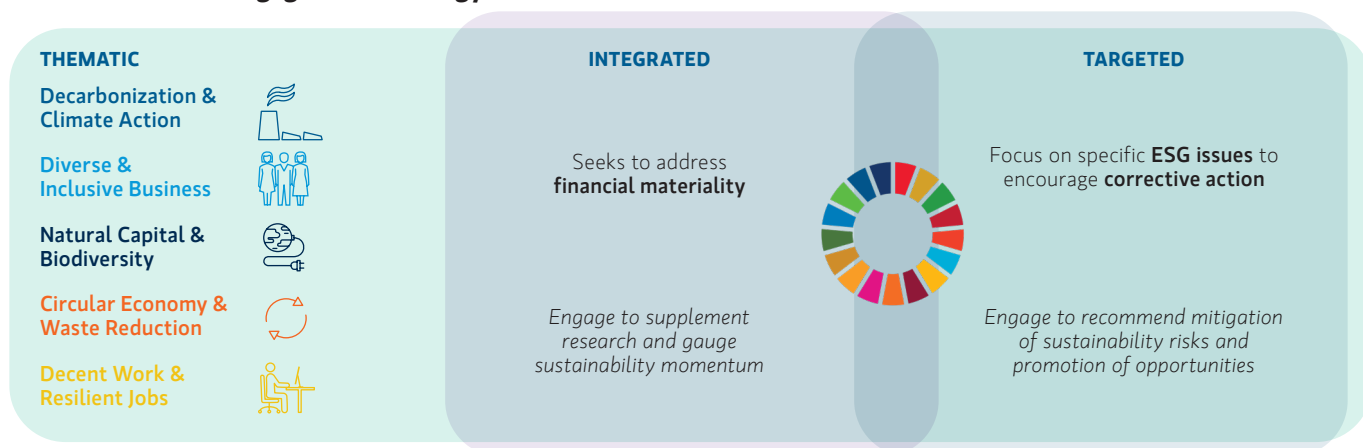 THEMATIC
Decarbonization &
Climate Action
Diverse &
Inclusive Business
Natural Capital &
Biodiversity
Circular Economy &
Waste Reduction
Decent Work &
Resilient Jobs
INTEGRATED
Seeks to address
financial materiality
Engage to supplement
research and gauge
sustainability momentum
TARGETED
Focus on specific ESG issues to
encourage corrective action
Engage to recommend mitigation
of sustainability risks and
promotion of opportunities